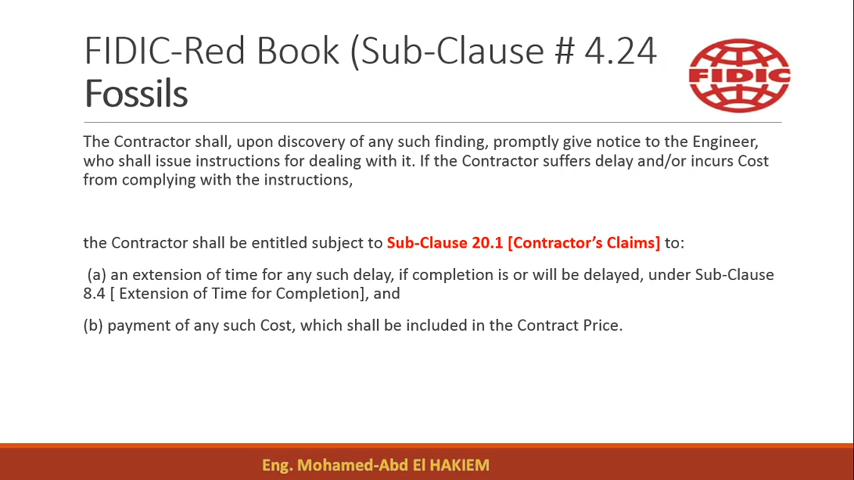 FIDIC-Red Book (Sub-Clause # 4.24
Fossils
FIDIC
The Contractor shall, upon discovery of any such finding, promptly give notice to the Engineer,
who shall issue instructions for dealing with it. If the Contractor suffers delay and/or incurs Cost
from complying with the instructions,
the Contractor shall be entitled subject to Sub-Clause 20.1 [Contractor's Claims] to:
(a) an extension of time for any such delay, if completion is or will be delayed, under Sub-Clause
8.4 [ Extension of Time for Completion], and
(b) payment of any such Cost, which shall be included in the Contract Price.
Eng. Mohamed-Abd El HAKIEM